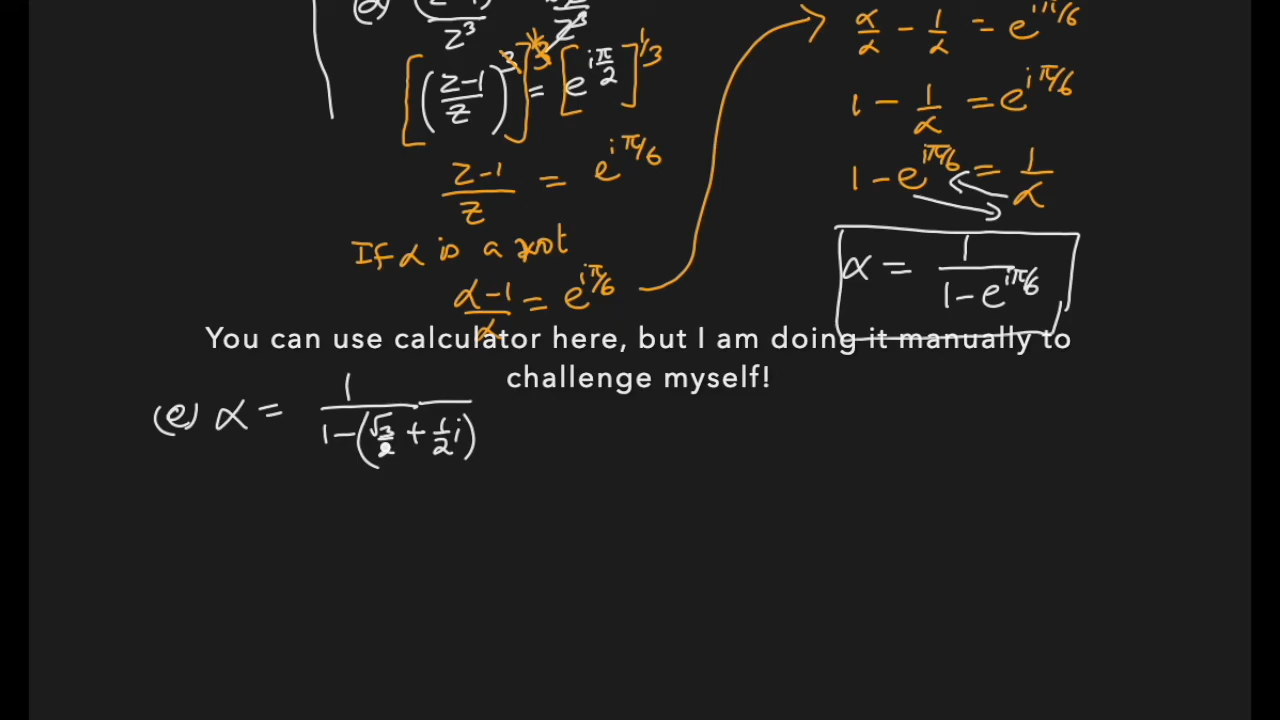 z³
[((z-1)/z)³]^(1/3) = [e^(iπ/2)]^(1/3)
(z-1)/z = e^(iπ/6)
If α is a root
(α-1)/α = e^(iπ/6)
α/α - 1/α = e^(iπ/6)
1 - 1/α = e^(iπ/6)
1 - e^(iπ/6) = 1/α
α = 1/(1 - e^(iπ/6))
You can use calculator here, but I am doing it manually to
challenge myself!
(e) α = 1/(1-(√3/2 + 1/2 i))